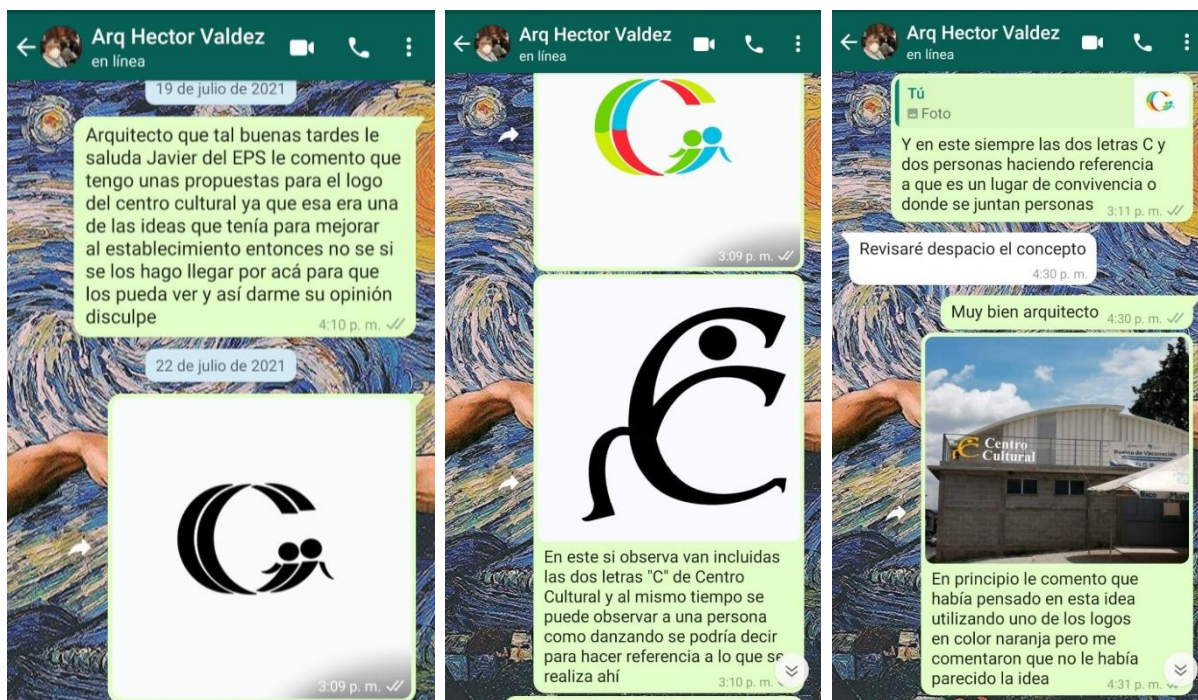 Arq Hector Valdez
en línea
19 de julio de 2021
Arquitecto que tal buenas tardes le
saluda Javier del EPS le comento que
tengo unas propuestas para el logo
del centro cultural ya que esa era una
de las ideas que tenía para mejorar
al establecimiento entonces no se si
se los hago llegar por acá para que
los pueda ver y así darme su opinión
disculpe
4:10 p. m.
22 de julio de 2021
3:09 p. m.
Arq Hector Valdez
en línea
3:09 p. m.
En este si observa van incluidas
las dos letras "C" de Centro
Cultural y al mismo tiempo se
puede observar a una persona
como danzando se podría decir
para hacer referencia a lo que se
realiza ahí
3:10 p. m.
Arq Hector Valdez
en línea
Tú
Foto
Y en este siempre las dos letras C y
dos personas haciendo referencia
a que es un lugar de convivencia o
donde se juntan personas
3:11 p. m.
Revisaré despacio el concepto
4:30 p. m.
Muy bien arquitecto
4:30 p. m.
Centro
Cultural
Puesto de Vacunación
En principio le comento que
había pensado en esta idea
utilizando uno de los logos
en color naranja pero me
comentaron que no le había
parecido la idea
4:31 p. m.